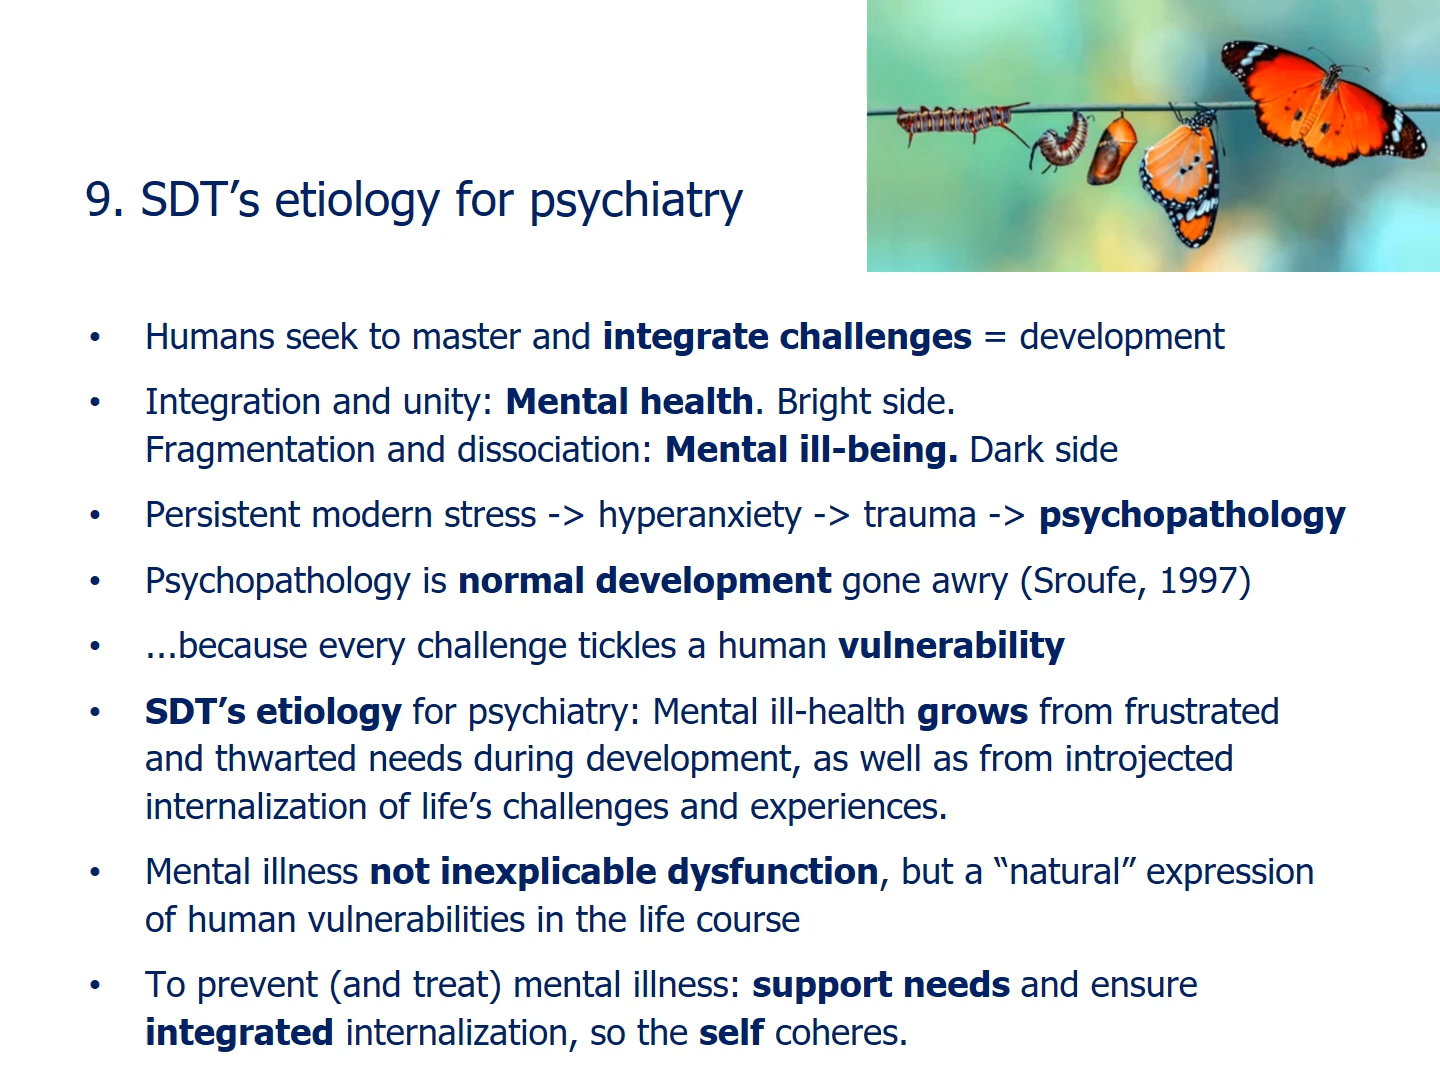 9. SDT’s etiology for psychiatry
• Humans seek to master and integrate challenges = development
• Integration and unity: Mental health. Bright side.
Fragmentation and dissociation: Mental ill-being. Dark side
• Persistent modern stress -> hyperanxiety -> trauma -> psychopathology
• Psychopathology is normal development gone awry (Sroufe, 1997)
• …because every challenge tickles a human vulnerability
• SDT’s etiology for psychiatry: Mental ill-health grows from frustrated
and thwarted needs during development, as well as from introjected
internalization of life’s challenges and experiences.
• Mental illness not inexplicable dysfunction, but a “natural” expression
of human vulnerabilities in the life course
• To prevent (and treat) mental illness: support needs and ensure
integrated internalization, so the self coheres.